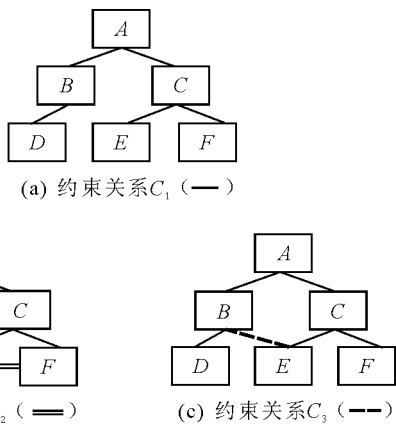 A
B C
D E F
(a) 约束关系C₁（—）
A
C B C
F D E F
₂（═） (c) 约束关系C₃（---）